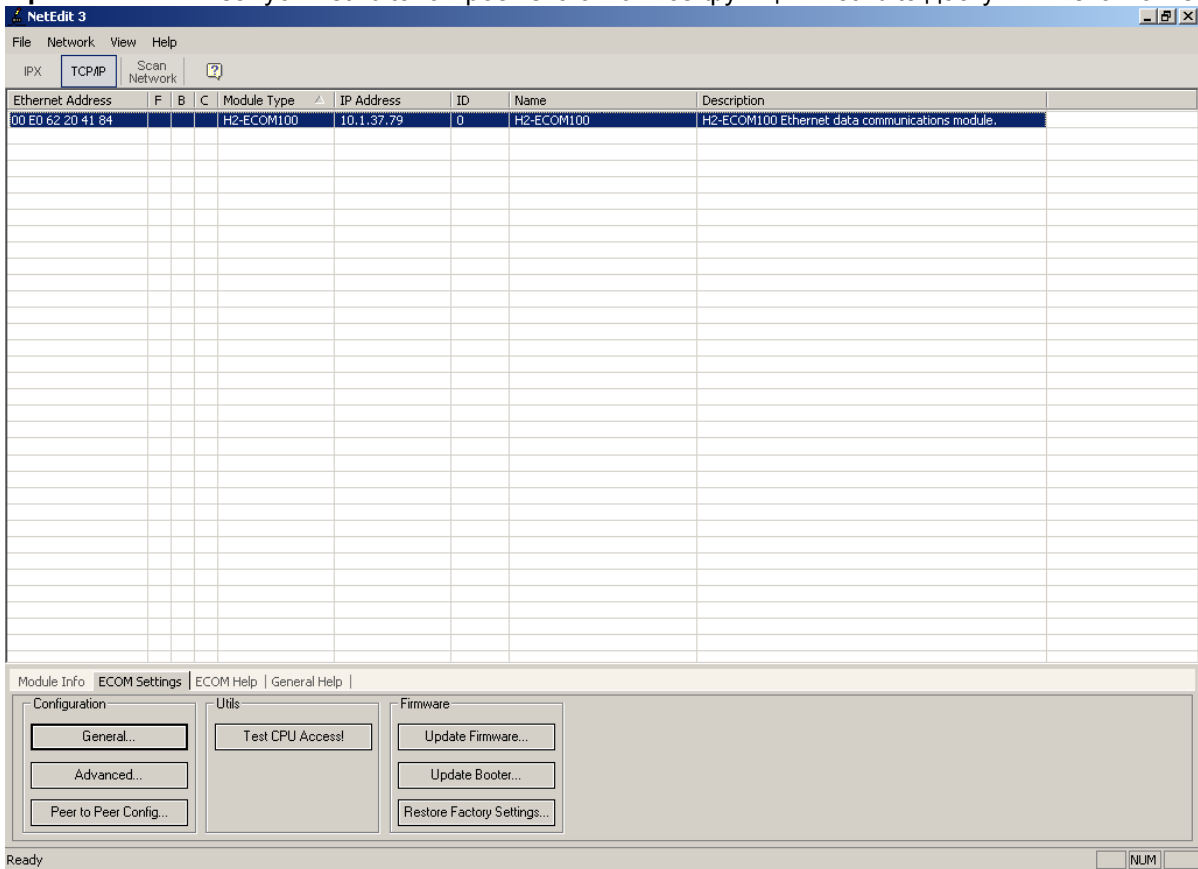 NetEdit 3
File Network View Help
IPX TCP/IP Scan Network
Ethernet Address F B C Module Type IP Address ID Name Description
00 E0 62 20 41 84 H2-ECOM100 10.1.37.79 0 H2-ECOM100 H2-ECOM100 Ethernet data communications module.
Module Info ECOM Settings ECOM Help General Help
Configuration Utils Firmware
General... Test CPU Access! Update Firmware...
Advanced... Update Booter...
Peer to Peer Config... Restore Factory Settings...
Ready NUM